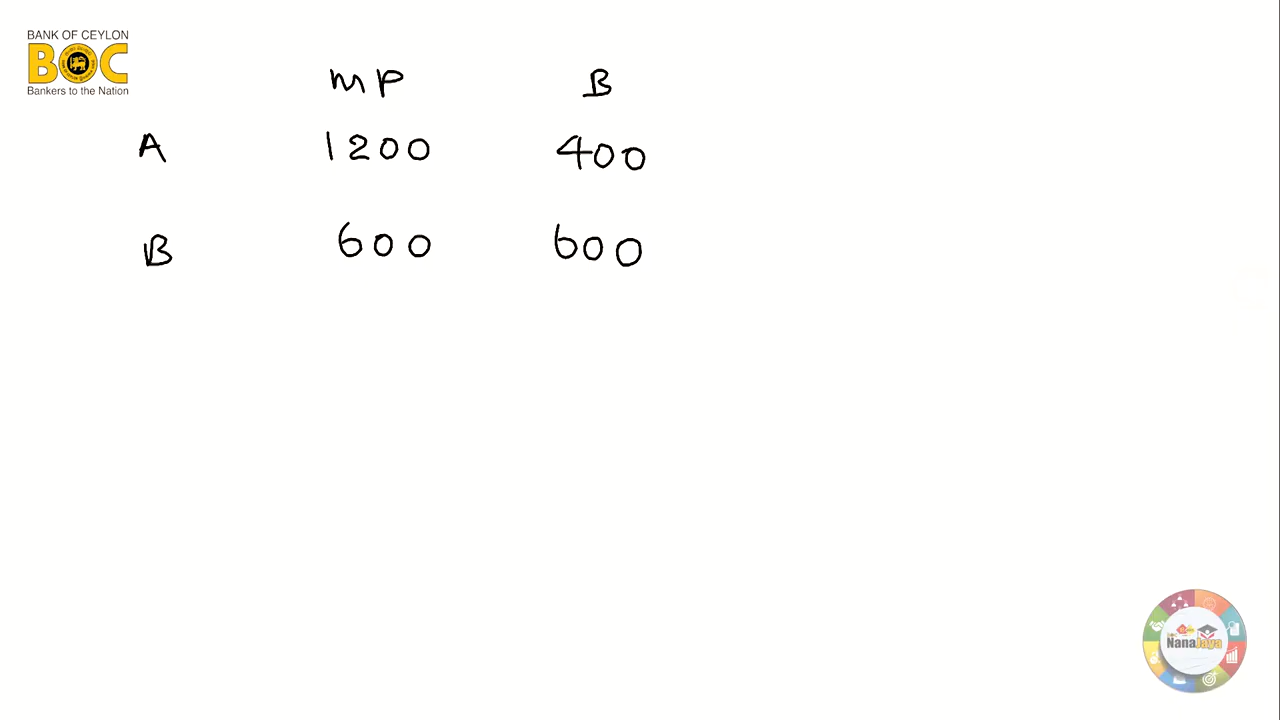 BANK OF CEYLON
BOC
Bankers to the Nation
MP B
A 1200 400
B 600 600
NanaJaya